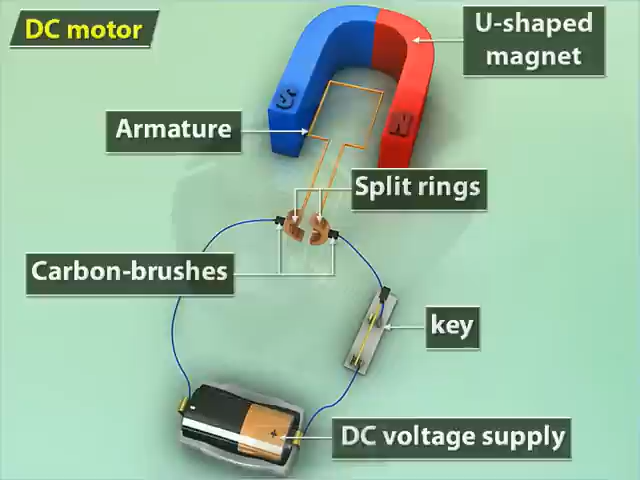 DC motor
U-shaped
magnet
S
N
Armature
Split rings
Carbon-brushes
key
DC voltage supply
+